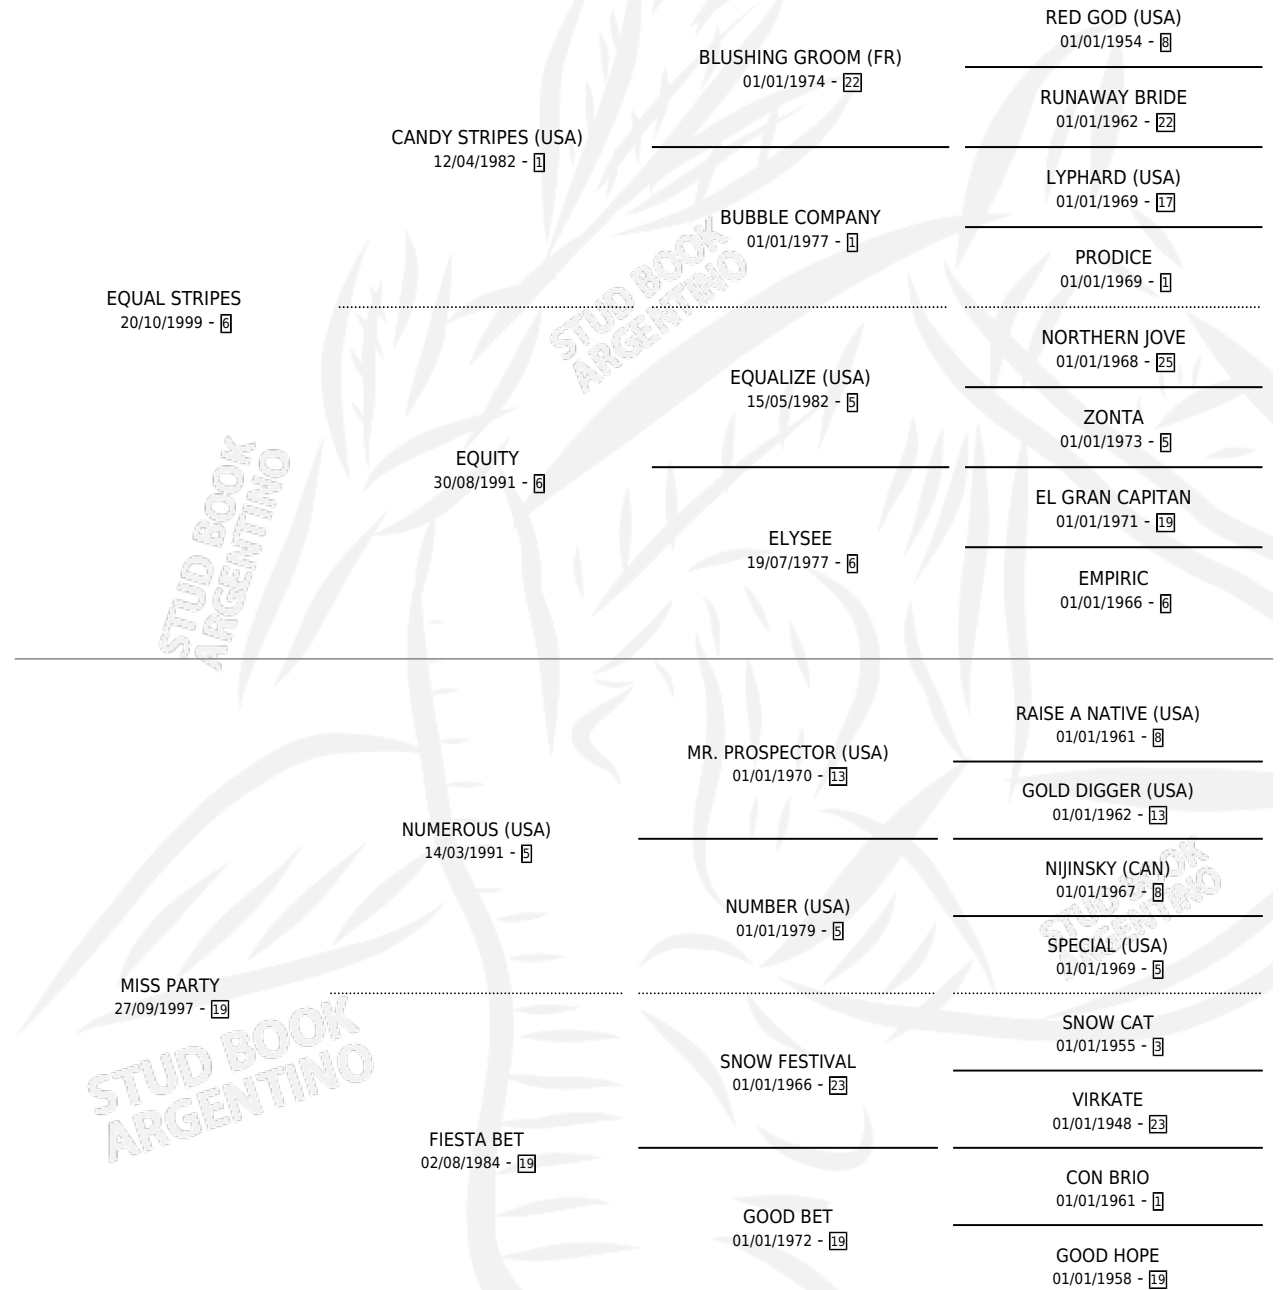 RED GOD (USA)
01/01/1954 - 8
BLUSHING GROOM (FR)
01/01/1974 - 22
RUNAWAY BRIDE
01/01/1962 - 22
CANDY STRIPES (USA)
12/04/1982 - 1
LYPHARD (USA)
01/01/1969 - 17
BUBBLE COMPANY
01/01/1977 - 1
PRODICE
01/01/1969 - 1
EQUAL STRIPES
20/10/1999 - 6
NORTHERN JOVE
01/01/1968 - 25
EQUALIZE (USA)
15/05/1982 - 5
ZONTA
01/01/1973 - 5
EQUITY
30/08/1991 - 6
EL GRAN CAPITAN
01/01/1971 - 19
ELYSEE
19/07/1977 - 6
EMPIRIC
01/01/1966 - 6
RAISE A NATIVE (USA)
01/01/1961 - 8
MR. PROSPECTOR (USA)
01/01/1970 - 13
GOLD DIGGER (USA)
01/01/1962 - 13
NUMEROUS (USA)
14/03/1991 - 5
NIJINSKY (CAN)
01/01/1967 - 8
NUMBER (USA)
01/01/1979 - 5
SPECIAL (USA)
01/01/1969 - 5
MISS PARTY
27/09/1997 - 19
SNOW CAT
01/01/1955 - 3
SNOW FESTIVAL
01/01/1966 - 23
VIRKATE
01/01/1948 - 23
FIESTA BET
02/08/1984 - 19
CON BRIO
01/01/1961 - 1
GOOD BET
01/01/1972 - 19
GOOD HOPE
01/01/1958 - 19
STUD BOOK
ARGENTINO
STUD BOOK
ARGENTINO
STUD BOOK
ARGENTINO
STUD BOOK
ARGENTINO